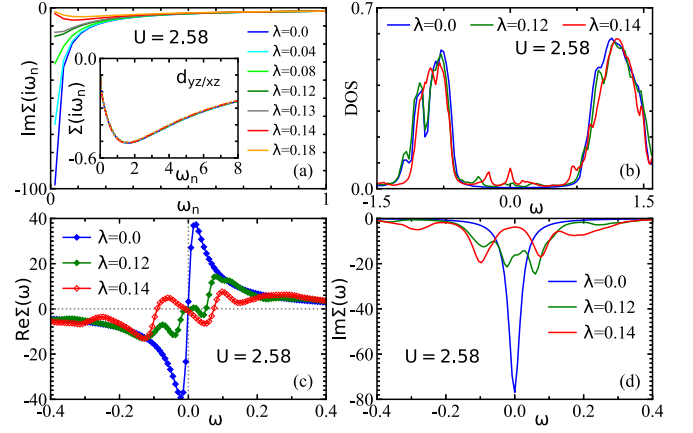 ImΣ(iωn)
0
-100
0
1
ωn
U = 2.58
(a)
λ=0.0
λ=0.04
λ=0.08
λ=0.12
λ=0.13
λ=0.14
λ=0.18
Σ(iωn)
0.0
-0.6
0 2 4 6 8
ωn
dyz/xz
DOS
0.7
0.0
-1.5 0.0 1.5
ω
λ=0.0 λ=0.12 λ=0.14
U = 2.58
(b)
ReΣ(ω)
40
20
0
-20
-40
-0.4 -0.2 0.0 0.2 0.4
ω
λ=0.0
λ=0.12
λ=0.14
U = 2.58
(c)
ImΣ(ω)
0
-20
-40
-60
-80
-0.4 -0.2 0.0 0.2 0.4
ω
λ=0.0
λ=0.12
λ=0.14
U = 2.58
(d)